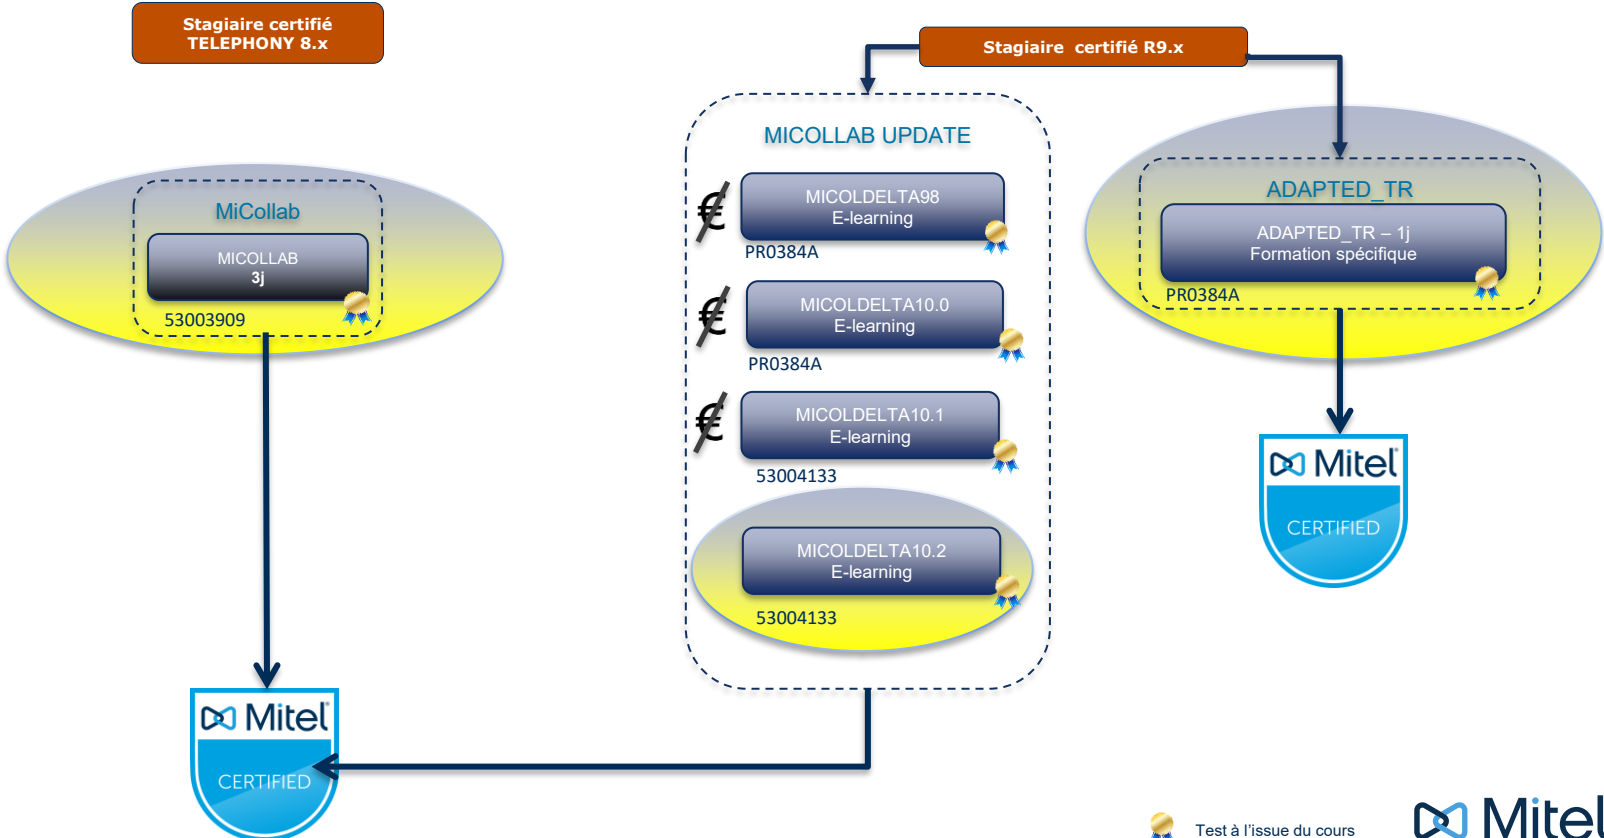 Stagiaire certifié
TELEPHONY 8.x
MiCollab
MICOLLAB
3j
53003909
Mitel
CERTIFIED
Stagiaire certifié R9.x
MICOLLAB UPDATE
€
MICOLDELTA98
E-learning
PR0384A
€
MICOLDELTA10.0
E-learning
PR0384A
€
MICOLDELTA10.1
E-learning
53004133
MICOLDELTA10.2
E-learning
53004133
ADAPTED_TR
ADAPTED_TR – 1j
Formation spécifique
PR0384A
Mitel
CERTIFIED
Test à l'issue du cours
Mitel